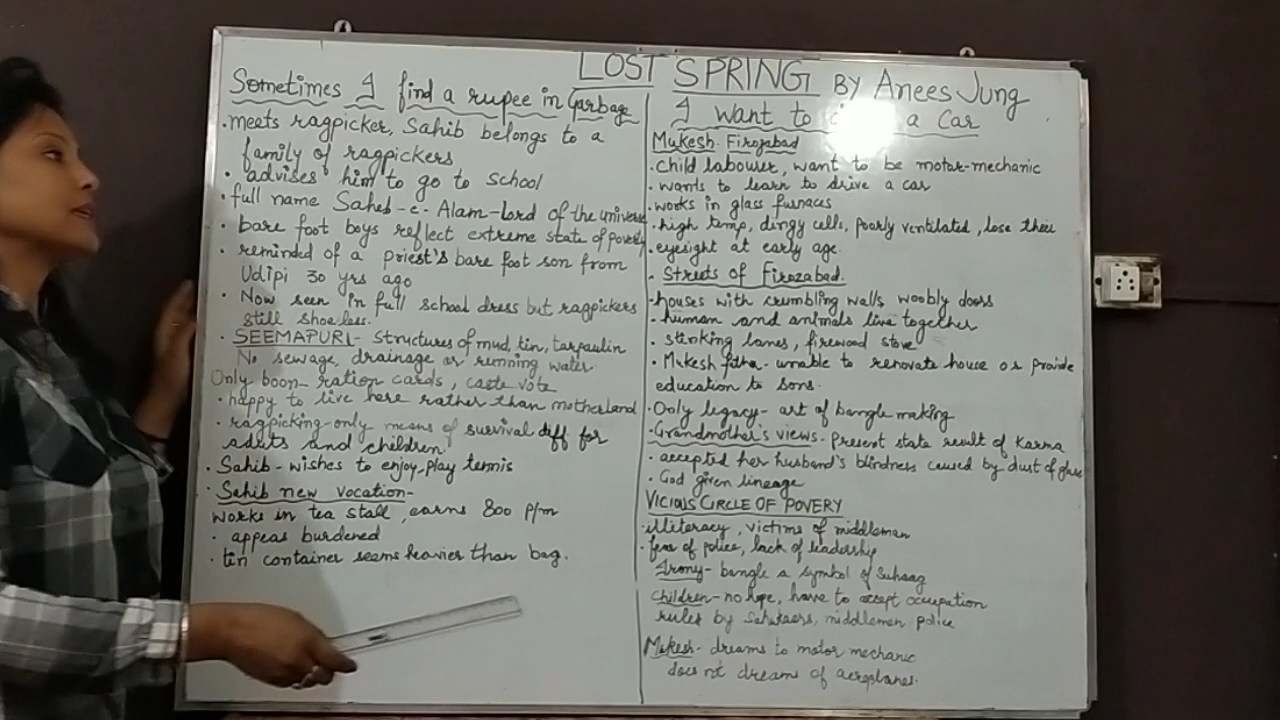 LOST SPRING BY Anees Jung
Sometimes I find a rupee in Garbage
• meets ragpicker, Sahib belongs to a
family of ragpickers
• advises him to go to School
• full name Saheb-e-Alam-lord of the universe
• bare foot boys reflect extreme state of poverty
• reminded of a priest's bare foot son from
Udipi 30 yrs ago
• Now seen in full school dress but ragpickers
still shoeless.
• SEEMAPURI- Structures of mud, tin, tarpaulin
No sewage, drainage or running water
Only boon- ration cards, caste vote
• happy to live here rather than motherland
• ragpicking-only means of survival diff for
adults and children
• Sahib - wishes to enjoy play tennis
• Sahib new vocation-
works in tea stall, earns 800 p/m
• appeas burdened
• tin container seems heavier than bag.
I Want to a Car
Mukesh Firozabad
• child labourer, want to be motor-mechanic
• wants to learn to drive a car
• works in glass furnaces
• high temp, dingy cells, poorly ventilated, lose their
• eyesight at early age.
• Streets of Firozabad.
• houses with crumbling walls, woobly doors
• human and animals live together
• stinking lanes, firewood stove
• Mukesh fatha- unable to renovate house or provide
education to sons.
• Only legacy- art of bangle making
• Grandmother's views- present state result of Karma
• accepted her husband's blindness caused by dust of glass
• God given lineage
VICIOUS CIRCLE OF POVERY
• illiteracy, victims of middleman
• fear of police, lack of leadership
Irony- bangle a symbol of Suhaag
Children- no hope, have to accept occupation
rules by Sahukaars, middlemen police
Mukesh- dreams to motor mechanic
does not dreams of aeroplanes.